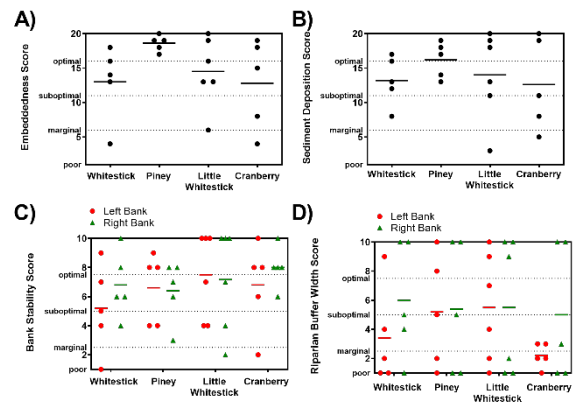 A)
Embeddedness Score
20
15
10
5
optimal
suboptimal
marginal
poor
Whitestick
Piney
Little
Whitestick
Cranberry
B)
Sediment Deposition Score
20
15
10
5
optimal
suboptimal
marginal
poor
Whitestick
Piney
Little
Whitestick
Cranberry
C)
Left Bank
Right Bank
Bank Stability Score
10
8
6
4
2
optimal
suboptimal
marginal
poor
Whitestick
Piney
Little
Whitestick
Cranberry
D)
Left Bank
Right Bank
Riparian Buffer Width Score
10
8
6
4
2
optimal
suboptimal
marginal
poor
Whitestick
Piney
Little
Whitestick
Cranberry